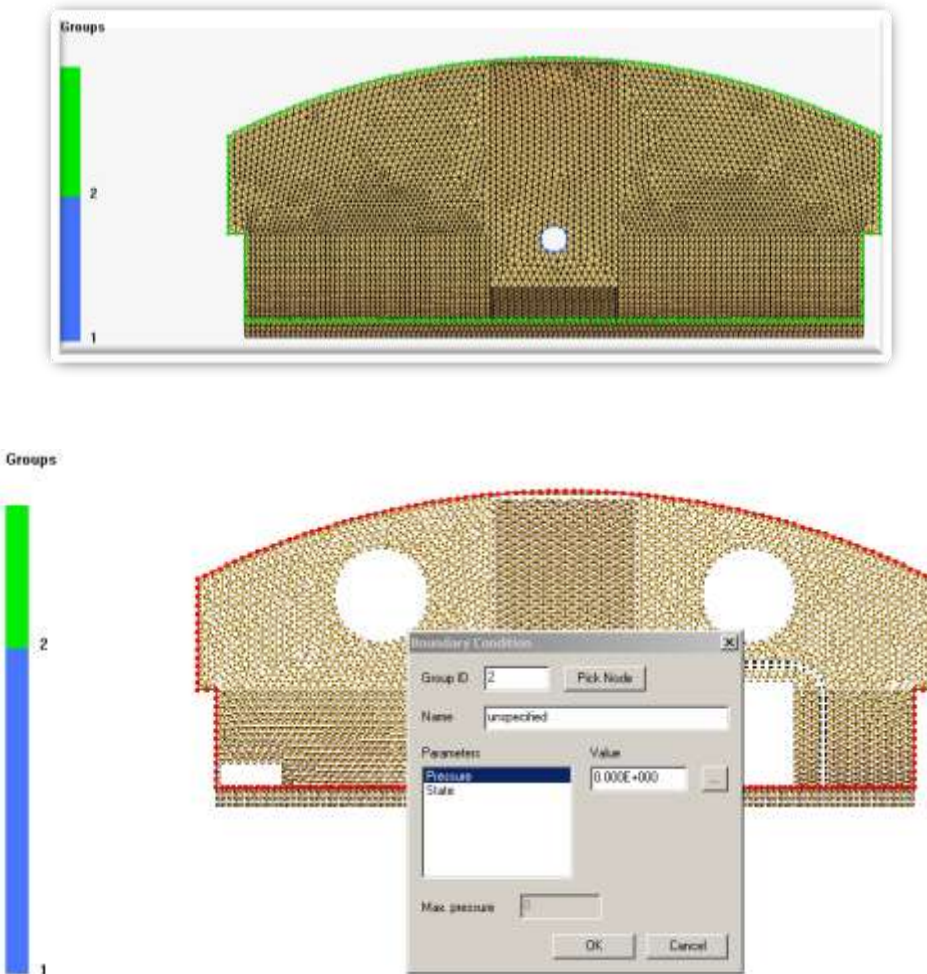 Groups
2
1
Groups
2
1
Boundary Condition
Group ID 2 Pick Node
Name unspecified
Parameters Value
Pressure 0.000E+000 ...
State
Max. pressure 0
OK Cancel